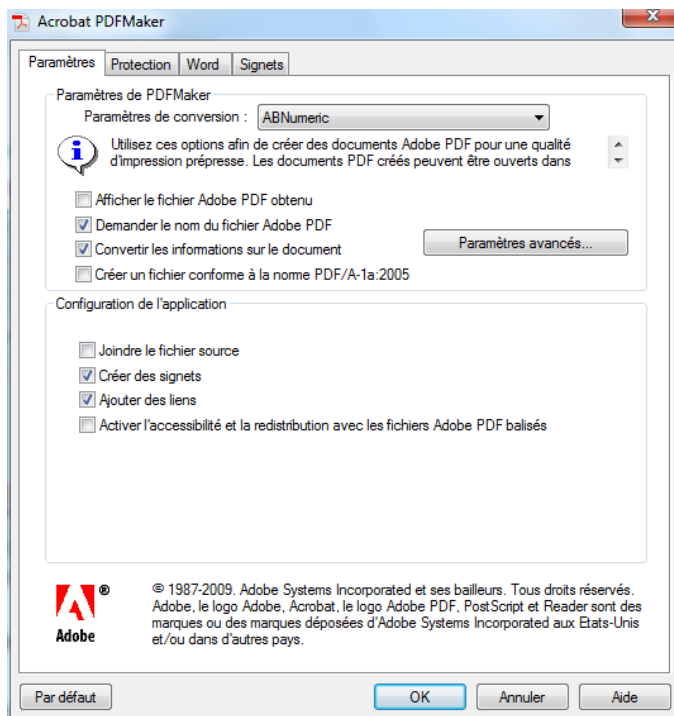 Acrobat PDFMaker
Paramètres Protection Word Signets
Paramètres de PDFMaker
Paramètres de conversion : ABNumeric
Utilisez ces options afin de créer des documents Adobe PDF pour une qualité
d'impression prépresse. Les documents PDF créés peuvent être ouverts dans
Afficher le fichier Adobe PDF obtenu
Demander le nom du fichier Adobe PDF
Convertir les informations sur le document
Paramètres avancés...
Créer un fichier conforme à la norme PDF/A-1a:2005
Configuration de l'application
Joindre le fichier source
Créer des signets
Ajouter des liens
Activer l'accessibilité et la redistribution avec les fichiers Adobe PDF balisés
® © 1987-2009. Adobe Systems Incorporated et ses bailleurs. Tous droits réservés.
Adobe, le logo Adobe, Acrobat, le logo Adobe PDF, PostScript et Reader sont des
marques ou des marques déposées d'Adobe Systems Incorporated aux Etats-Unis
et/ou dans d'autres pays.
Adobe
Par défaut OK Annuler Aide